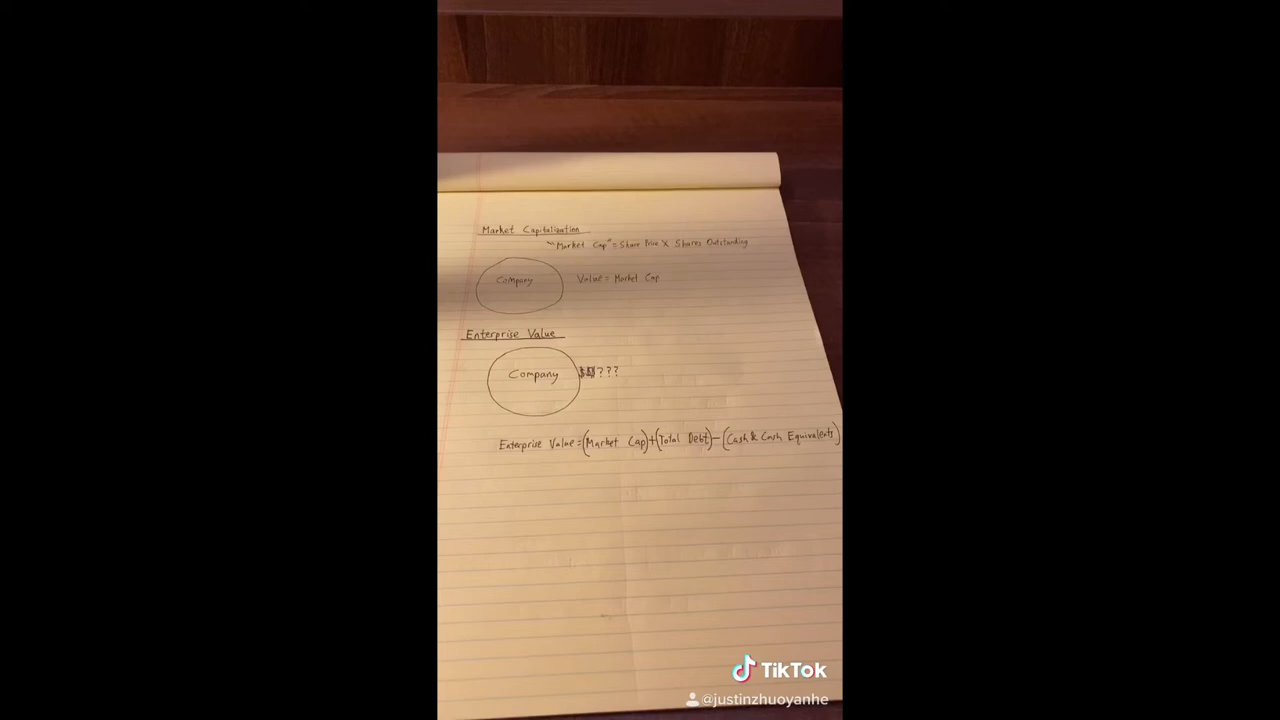 Market Capitalization
"Market Cap" = Share Price X Shares Outstanding
Company
Value = Market Cap
Enterprise Value
Company
???
Enterprise Value = (Market Cap) + (Total Debt) - (Cash & Cash Equivalents)
TikTok
@justinzhuoyanhe